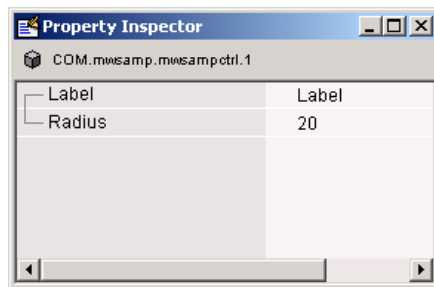 Property Inspector
COM.mwsamp.mwsampctrl.1
Label Label
Radius 20